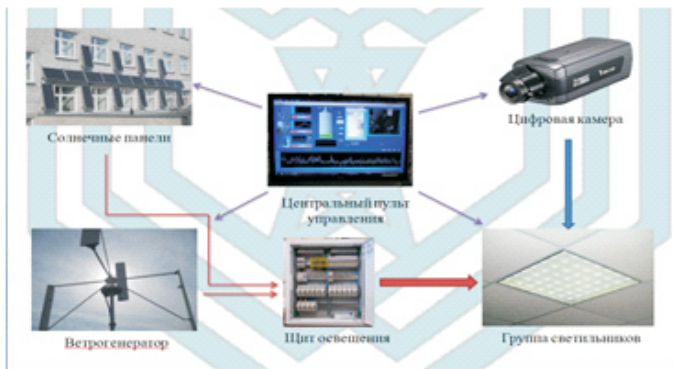 Солнечные панели
Цифровая камера
Центральный пульт
управления
Ветрогенератор
Щит освещения
Группа светильников